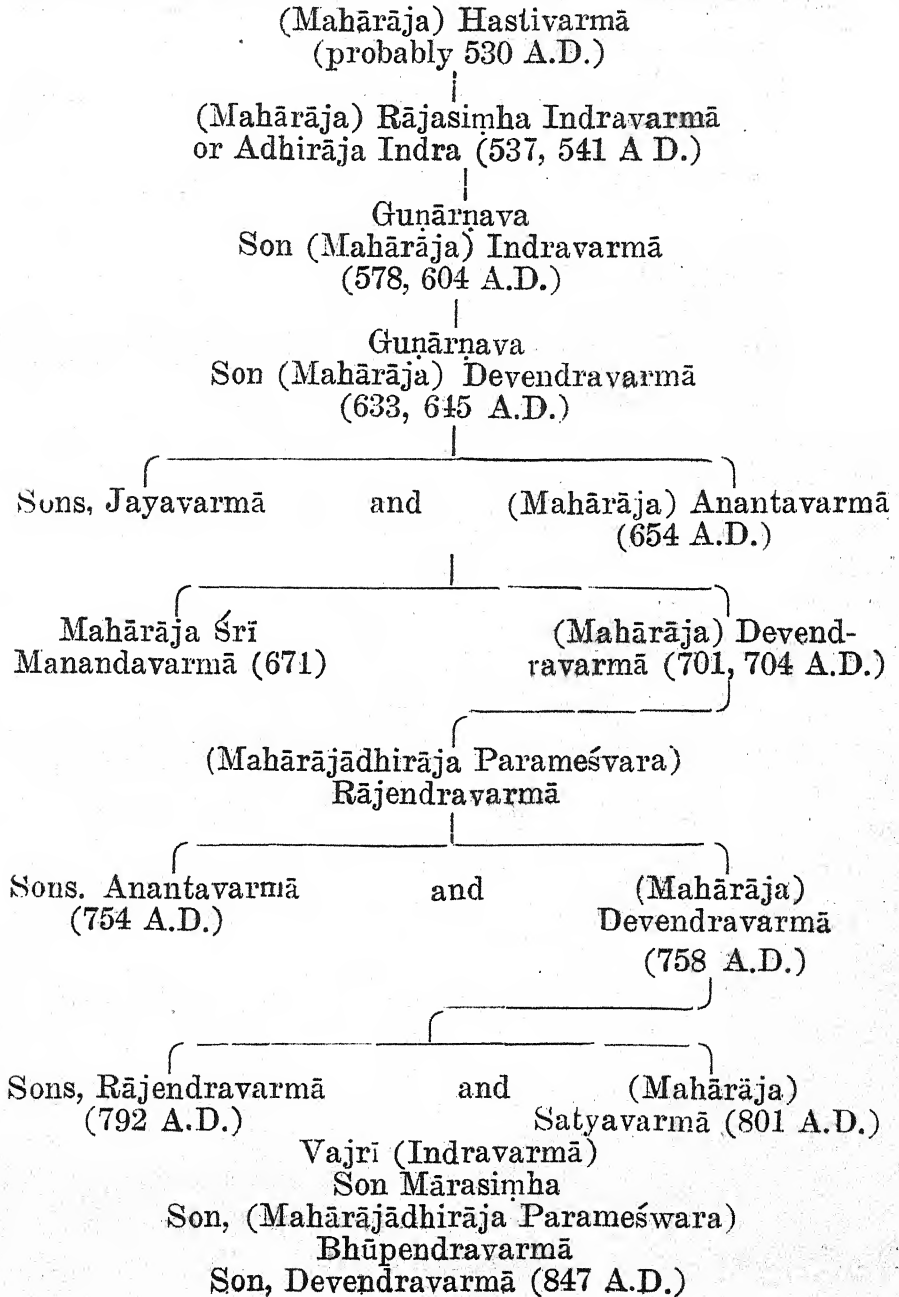 (Mahārāja) Hastivarmā
(probably 530 A.D.)
(Mahārāja) Rājasiṃha Indravarmā
or Adhirāja Indra (537, 541 A D.)
Guṇārṇava
Son (Mahārāja) Indravarmā
(578, 604 A.D.)
Guṇārṇava
Son (Mahārāja) Devendravarmā
(633, 645 A.D.)
Sons, Jayavarmā and (Mahārāja) Anantavarmā
(654 A.D.)
Mahārāja Śrī (Mahārāja) Devend-
Manandavarmā (671) ravarmā (701, 704 A.D.)
(Mahārājādhirāja Parameśvara)
Rājendravarmā
Sons. Anantavarmā and (Mahārāja)
(754 A.D.) Devendravarmā
(758 A.D.)
Sons, Rājendravarmā and (Mahārāja)
(792 A.D.) Satyavarmā (801 A.D.)
Vajrī (Indravarmā)
Son Mārasiṃha
Son, (Mahārājādhirāja Parameśwara)
Bhūpendravarmā
Son, Devendravarmā (847 A.D.)